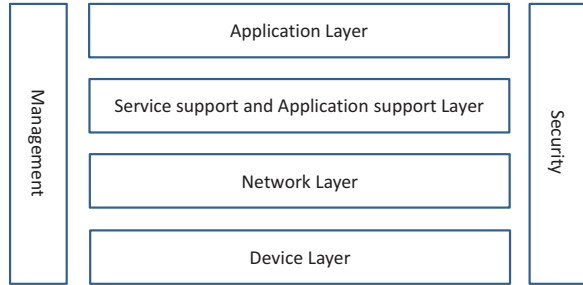 Management
Application Layer
Service support and Application support Layer
Network Layer
Device Layer
Security